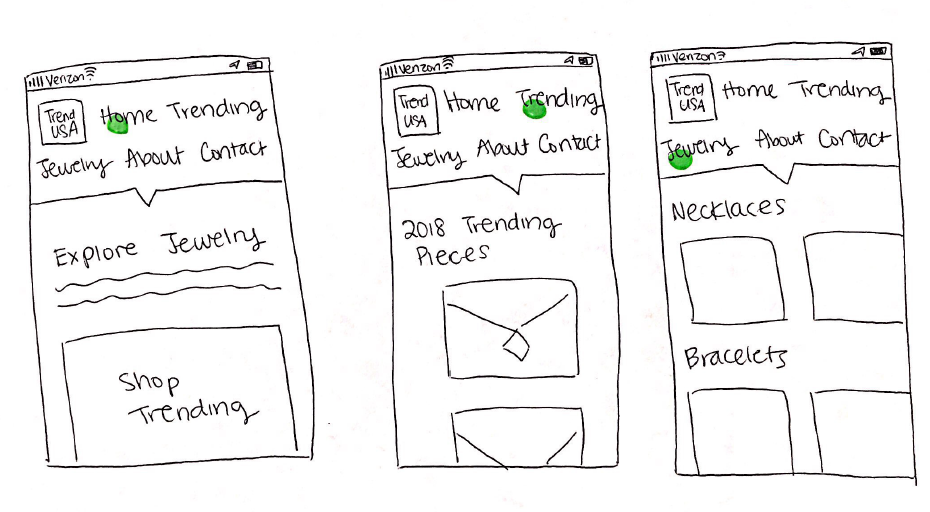 Verizon
Trend USA
Home Trending
Jewelry About Contact
Explore Jewelry
Shop
Trending
Verizon
Trend USA
Home Trending
Jewelry About Contact
2018 Trending
Pieces
Verizon
Trend USA
Home Trending
Jewelry About Contact
Necklaces
Bracelets